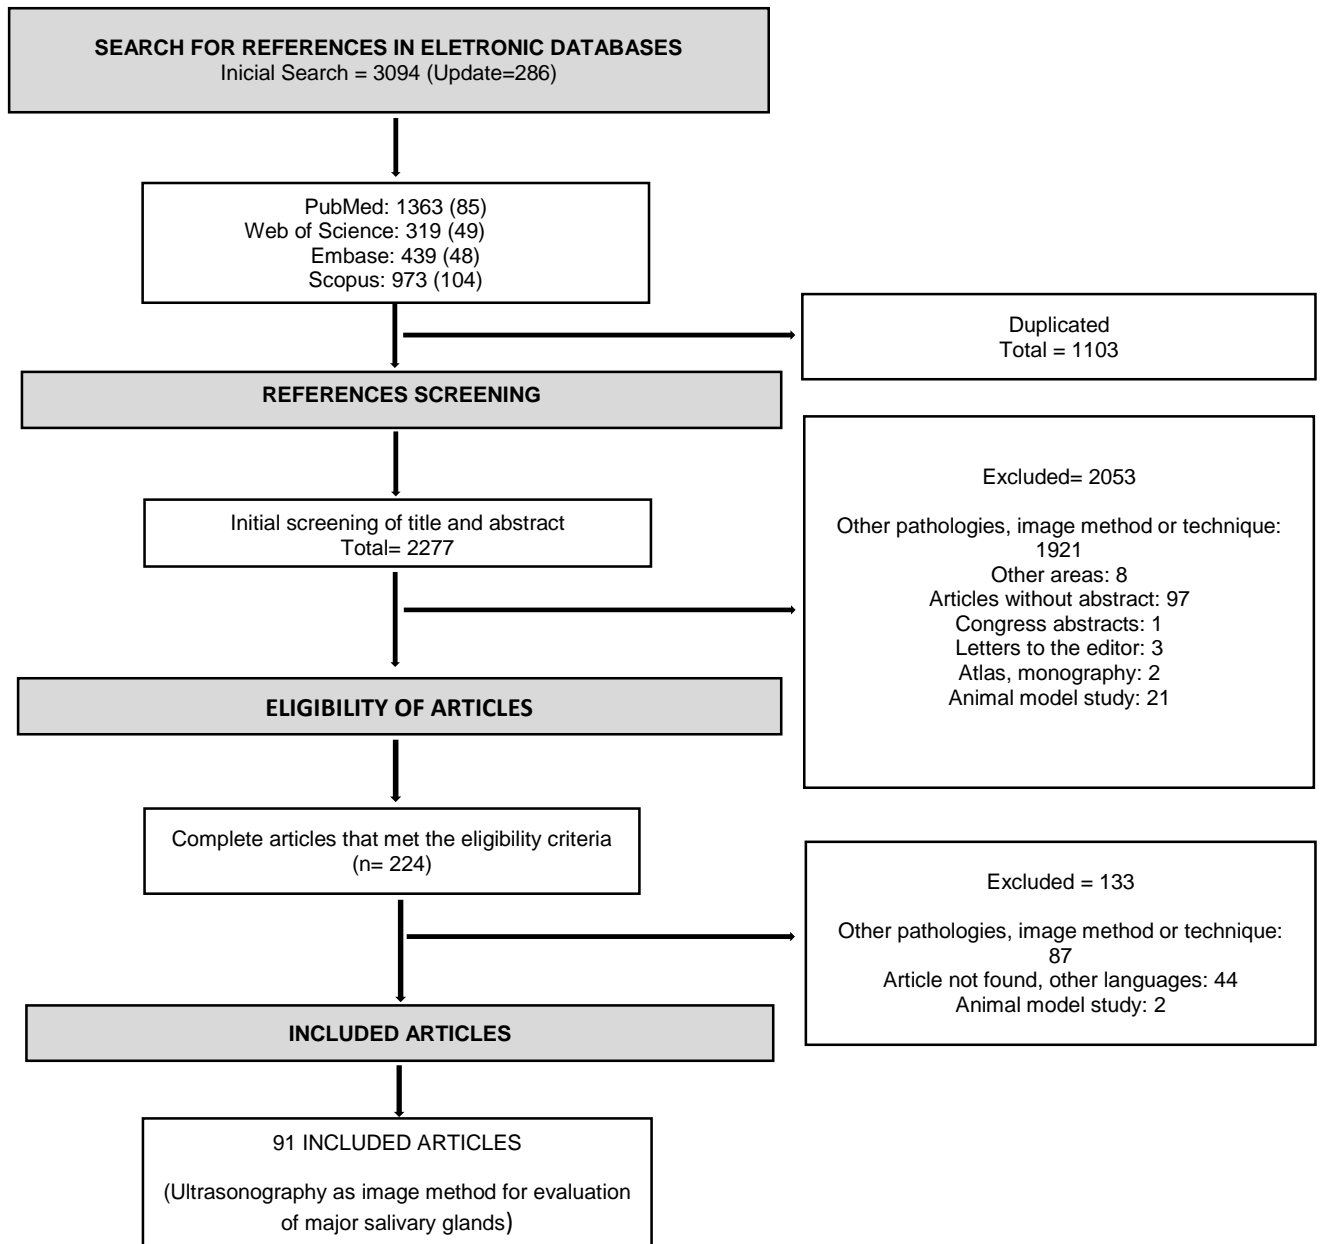 SEARCH FOR REFERENCES IN ELETRONIC DATABASES
Inicial Search = 3094 (Update=286)
PubMed: 1363 (85)
Web of Science: 319 (49)
Embase: 439 (48)
Scopus: 973 (104)
Duplicated
Total = 1103
REFERENCES SCREENING
Initial screening of title and abstract
Total= 2277
Excluded= 2053
Other pathologies, image method or technique:
1921
Other areas: 8
Articles without abstract: 97
Congress abstracts: 1
Letters to the editor: 3
Atlas, monography: 2
Animal model study: 21
ELIGIBILITY OF ARTICLES
Complete articles that met the eligibility criteria
(n= 224)
Excluded = 133
Other pathologies, image method or technique:
87
Article not found, other languages: 44
Animal model study: 2
INCLUDED ARTICLES
91 INCLUDED ARTICLES
(Ultrasonography as image method for evaluation
of major salivary glands)